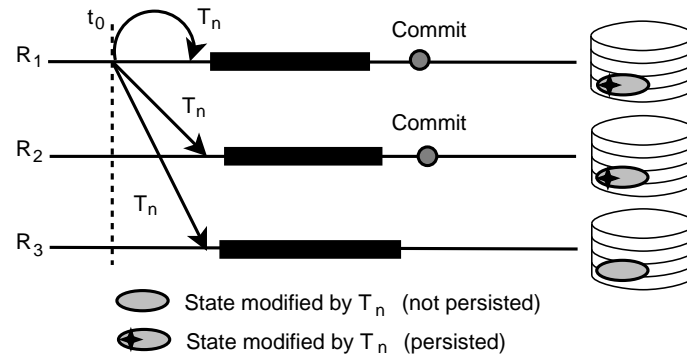 t0 Tn Commit
R1
Tn Commit
R2
Tn
R3
State modified by Tn (not persisted)
State modified by Tn (persisted)